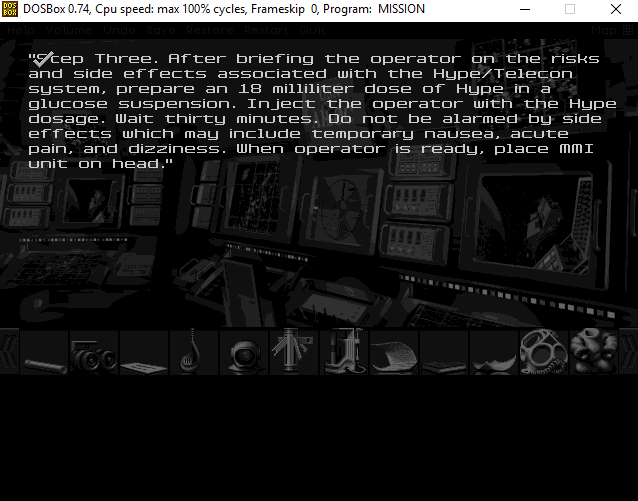 DOSBox 0.74, Cpu speed: max 100% cycles, Frameskip 0, Program: MISSION
Help Volume Undo Save Restore Restart Quit Map
"Step Three. After briefing the operator on the risks
and side effects associated with the Hype/Telecon
system, prepare an 18 milliliter dose of Hype in a
glucose suspension. Inject the operator with the Hype
dosage. Wait thirty minutes. Do not be alarmed by side
effects which may include temporary nausea, acute
pain, and dizziness. When operator is ready, place MMI
unit on head."